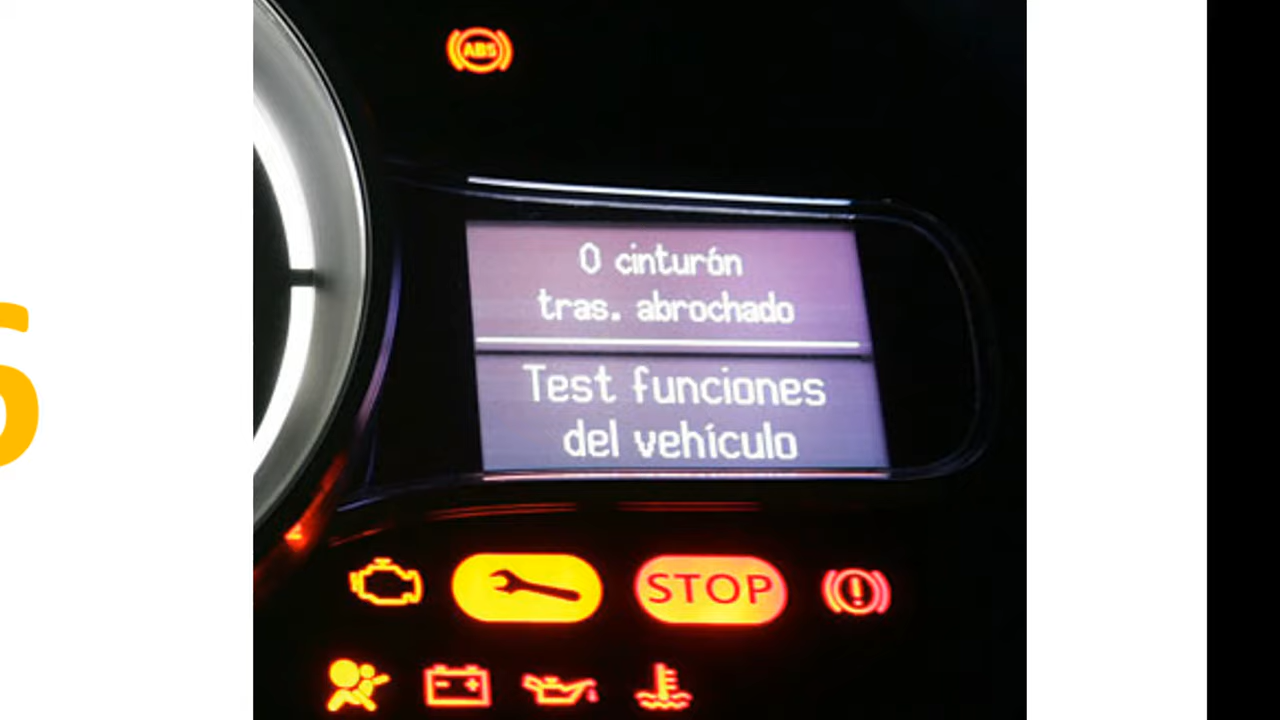 ABS
0 cinturón
tras. abrochado
Test funciones
del vehículo
STOP